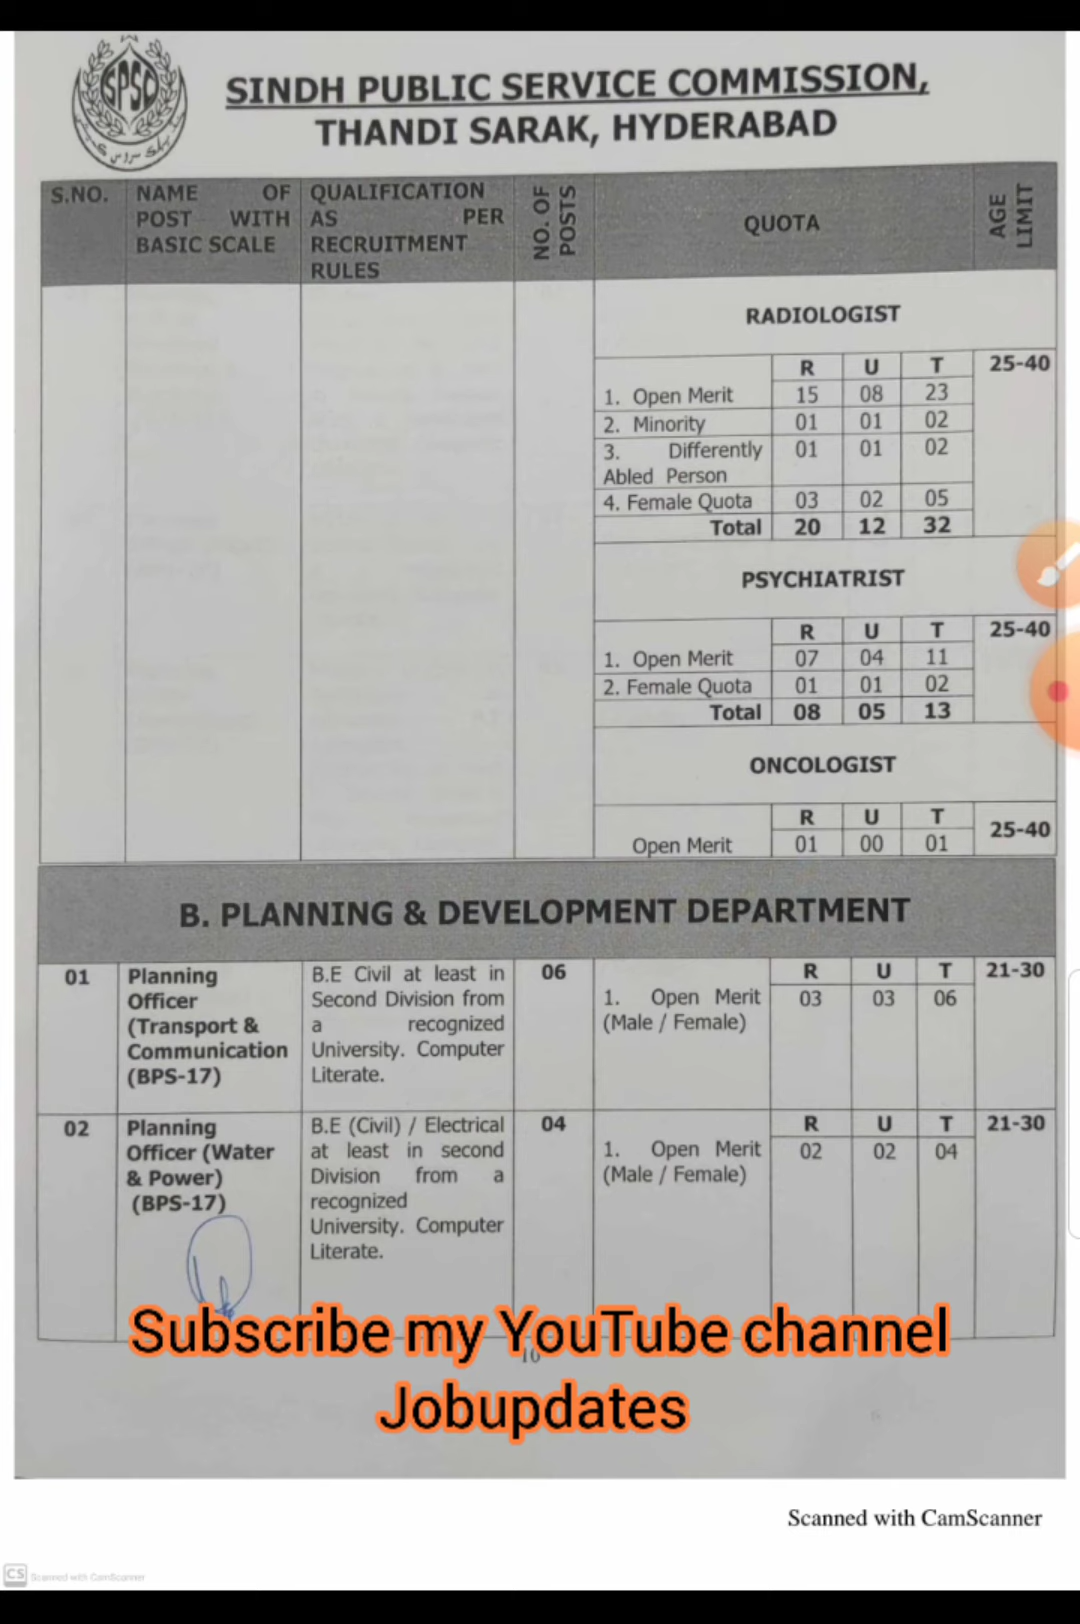 SPSC
SINDH PUBLIC SERVICE COMMISSION,
THANDI SARAK, HYDERABAD
S.NO. NAME OF POST WITH BASIC SCALE QUALIFICATION AS PER RECRUITMENT RULES NO. OF POSTS QUOTA AGE LIMIT
RADIOLOGIST
R U T 25-40
1. Open Merit 15 08 23
2. Minority 01 01 02
3. Differently 01 01 02
Abled Person
4. Female Quota 03 02 05
Total 20 12 32
PSYCHIATRIST
R U T 25-40
1. Open Merit 07 04 11
2. Female Quota 01 01 02
Total 08 05 13
ONCOLOGIST
R U T 25-40
Open Merit 01 00 01
B. PLANNING & DEVELOPMENT DEPARTMENT
01 Planning B.E Civil at least in 06 R U T 21-30
Officer Second Division from 1. Open Merit 03 03 06
(Transport & a recognized (Male / Female)
Communication University. Computer
(BPS-17) Literate.
02 Planning B.E (Civil) / Electrical 04 R U T 21-30
Officer (Water at least in second 1. Open Merit 02 02 04
& Power) Division from a (Male / Female)
(BPS-17) recognized
University. Computer
Literate.
Subscribe my YouTube channel
10
Jobupdates
Scanned with CamScanner
CS Scanned with CamScanner